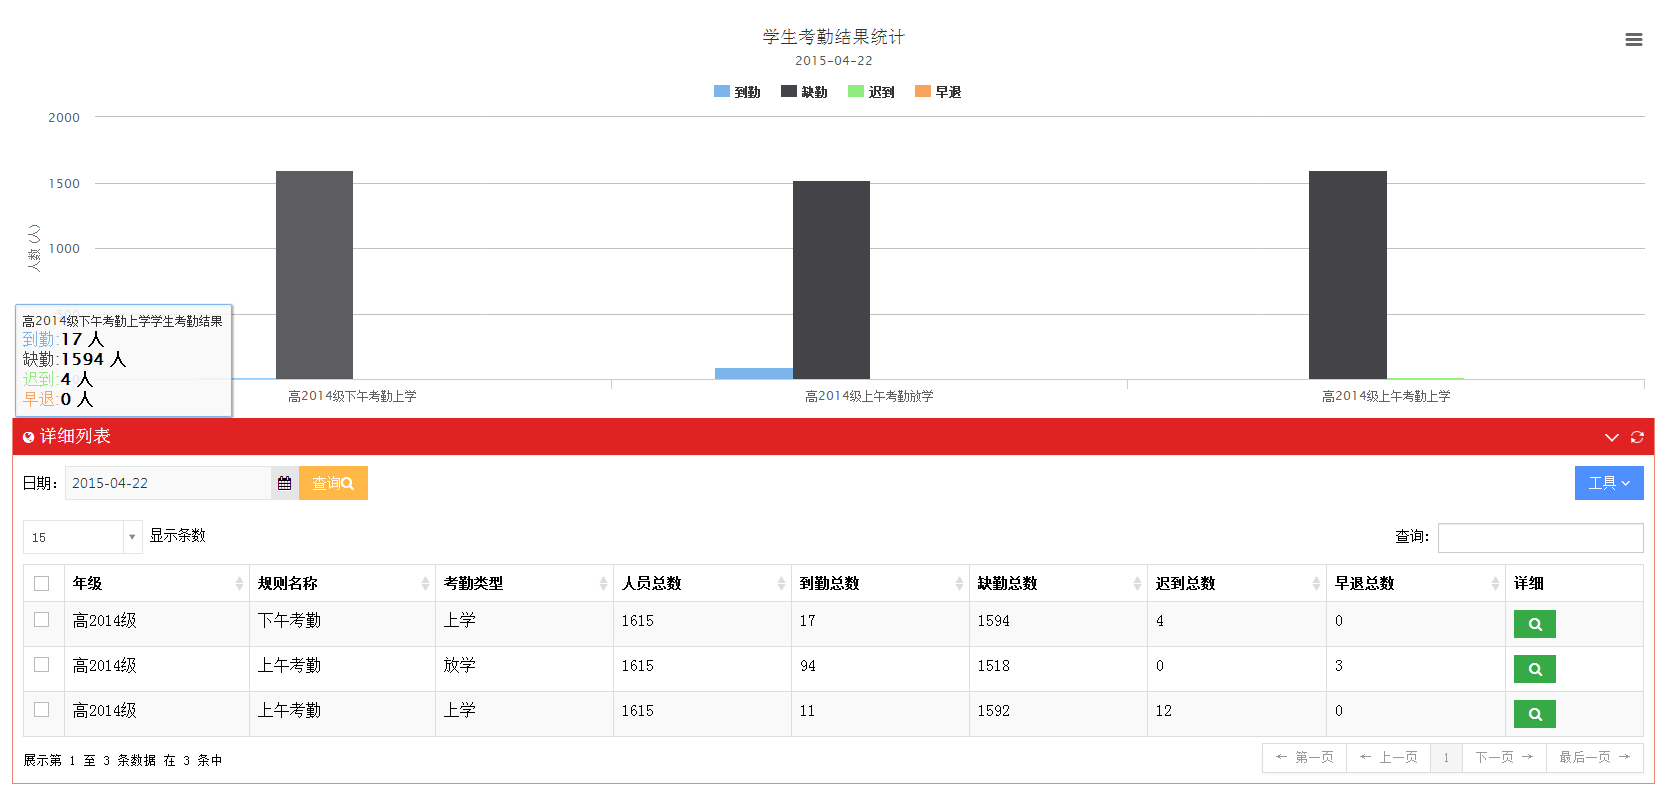 学生考勤结果统计
2015-04-22
到勤 缺勤 迟到 早退
2000
1500
1000
人数 (人)
高2014级下午考勤上学学生考勤结果
到勤:17 人
缺勤:1594 人
迟到:4 人
早退:0 人
高2014级下午考勤上学 高2014级上午考勤放学 高2014级上午考勤上学
详细列表
日期: 2015-04-22 查询 工具
15 显示条数 查询:
年级 规则名称 考勤类型 人员总数 到勤总数 缺勤总数 迟到总数 早退总数 详细
高2014级 下午考勤 上学 1615 17 1594 4 0
高2014级 上午考勤 放学 1615 94 1518 0 3
高2014级 上午考勤 上学 1615 11 1592 12 0
展示第 1 至 3 条数据 在 3 条中
← 第一页 ← 上一页 1 下一页 → 最后一页 →